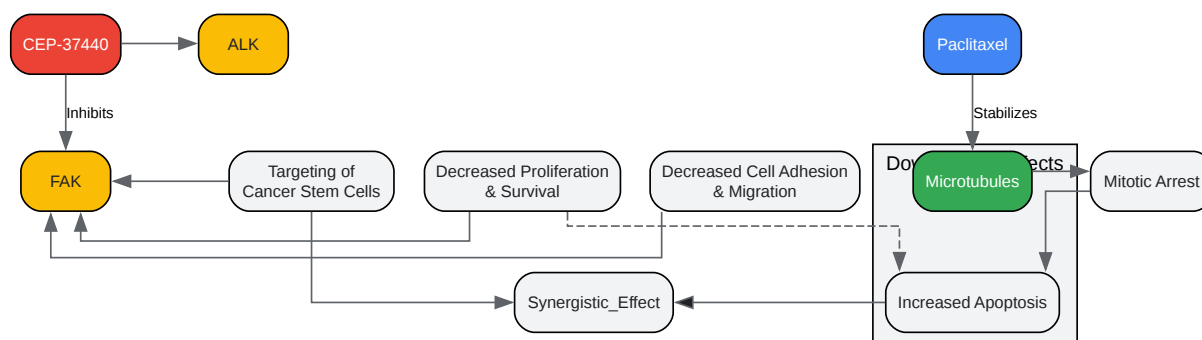 CEP-37440
ALK
Paclitaxel
Inhibits
Stabilizes
FAK
Targeting of
Cancer Stem Cells
Decreased Proliferation
& Survival
Decreased Cell Adhesion
& Migration
Microtubules
Mitotic Arrest
Synergistic_Effect
Increased Apoptosis